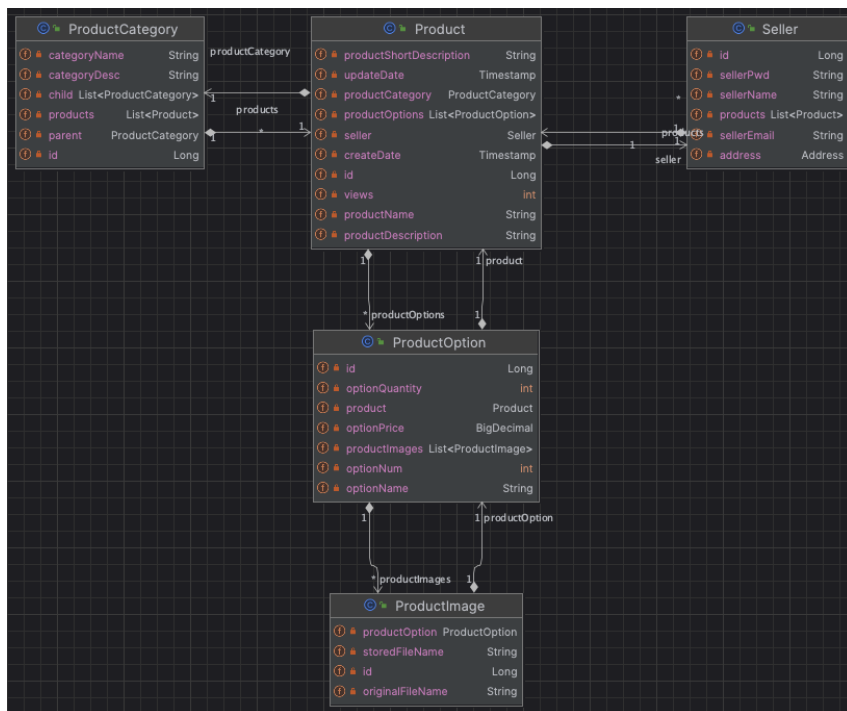 ProductCategory
categoryName String
categoryDesc String
child List<ProductCategory>
products List<Product>
parent ProductCategory
id Long
productCategory
1
products
1
*
1
Product
productShortDescription String
updateDate Timestamp
productCategory ProductCategory
productOptions List<ProductOption>
seller Seller
createDate Timestamp
id Long
views int
productName String
productDescription String
*
1
products
1
1
seller
Seller
id Long
sellerPwd String
sellerName String
products List<Product>
sellerEmail String
address Address
1
1 product
* productOptions
1
ProductOption
id Long
optionQuantity int
product Product
optionPrice BigDecimal
productImages List<ProductImage>
optionNum int
optionName String
1
1 productOption
* productImages
1
ProductImage
productOption ProductOption
storedFileName String
id Long
originalFileName String